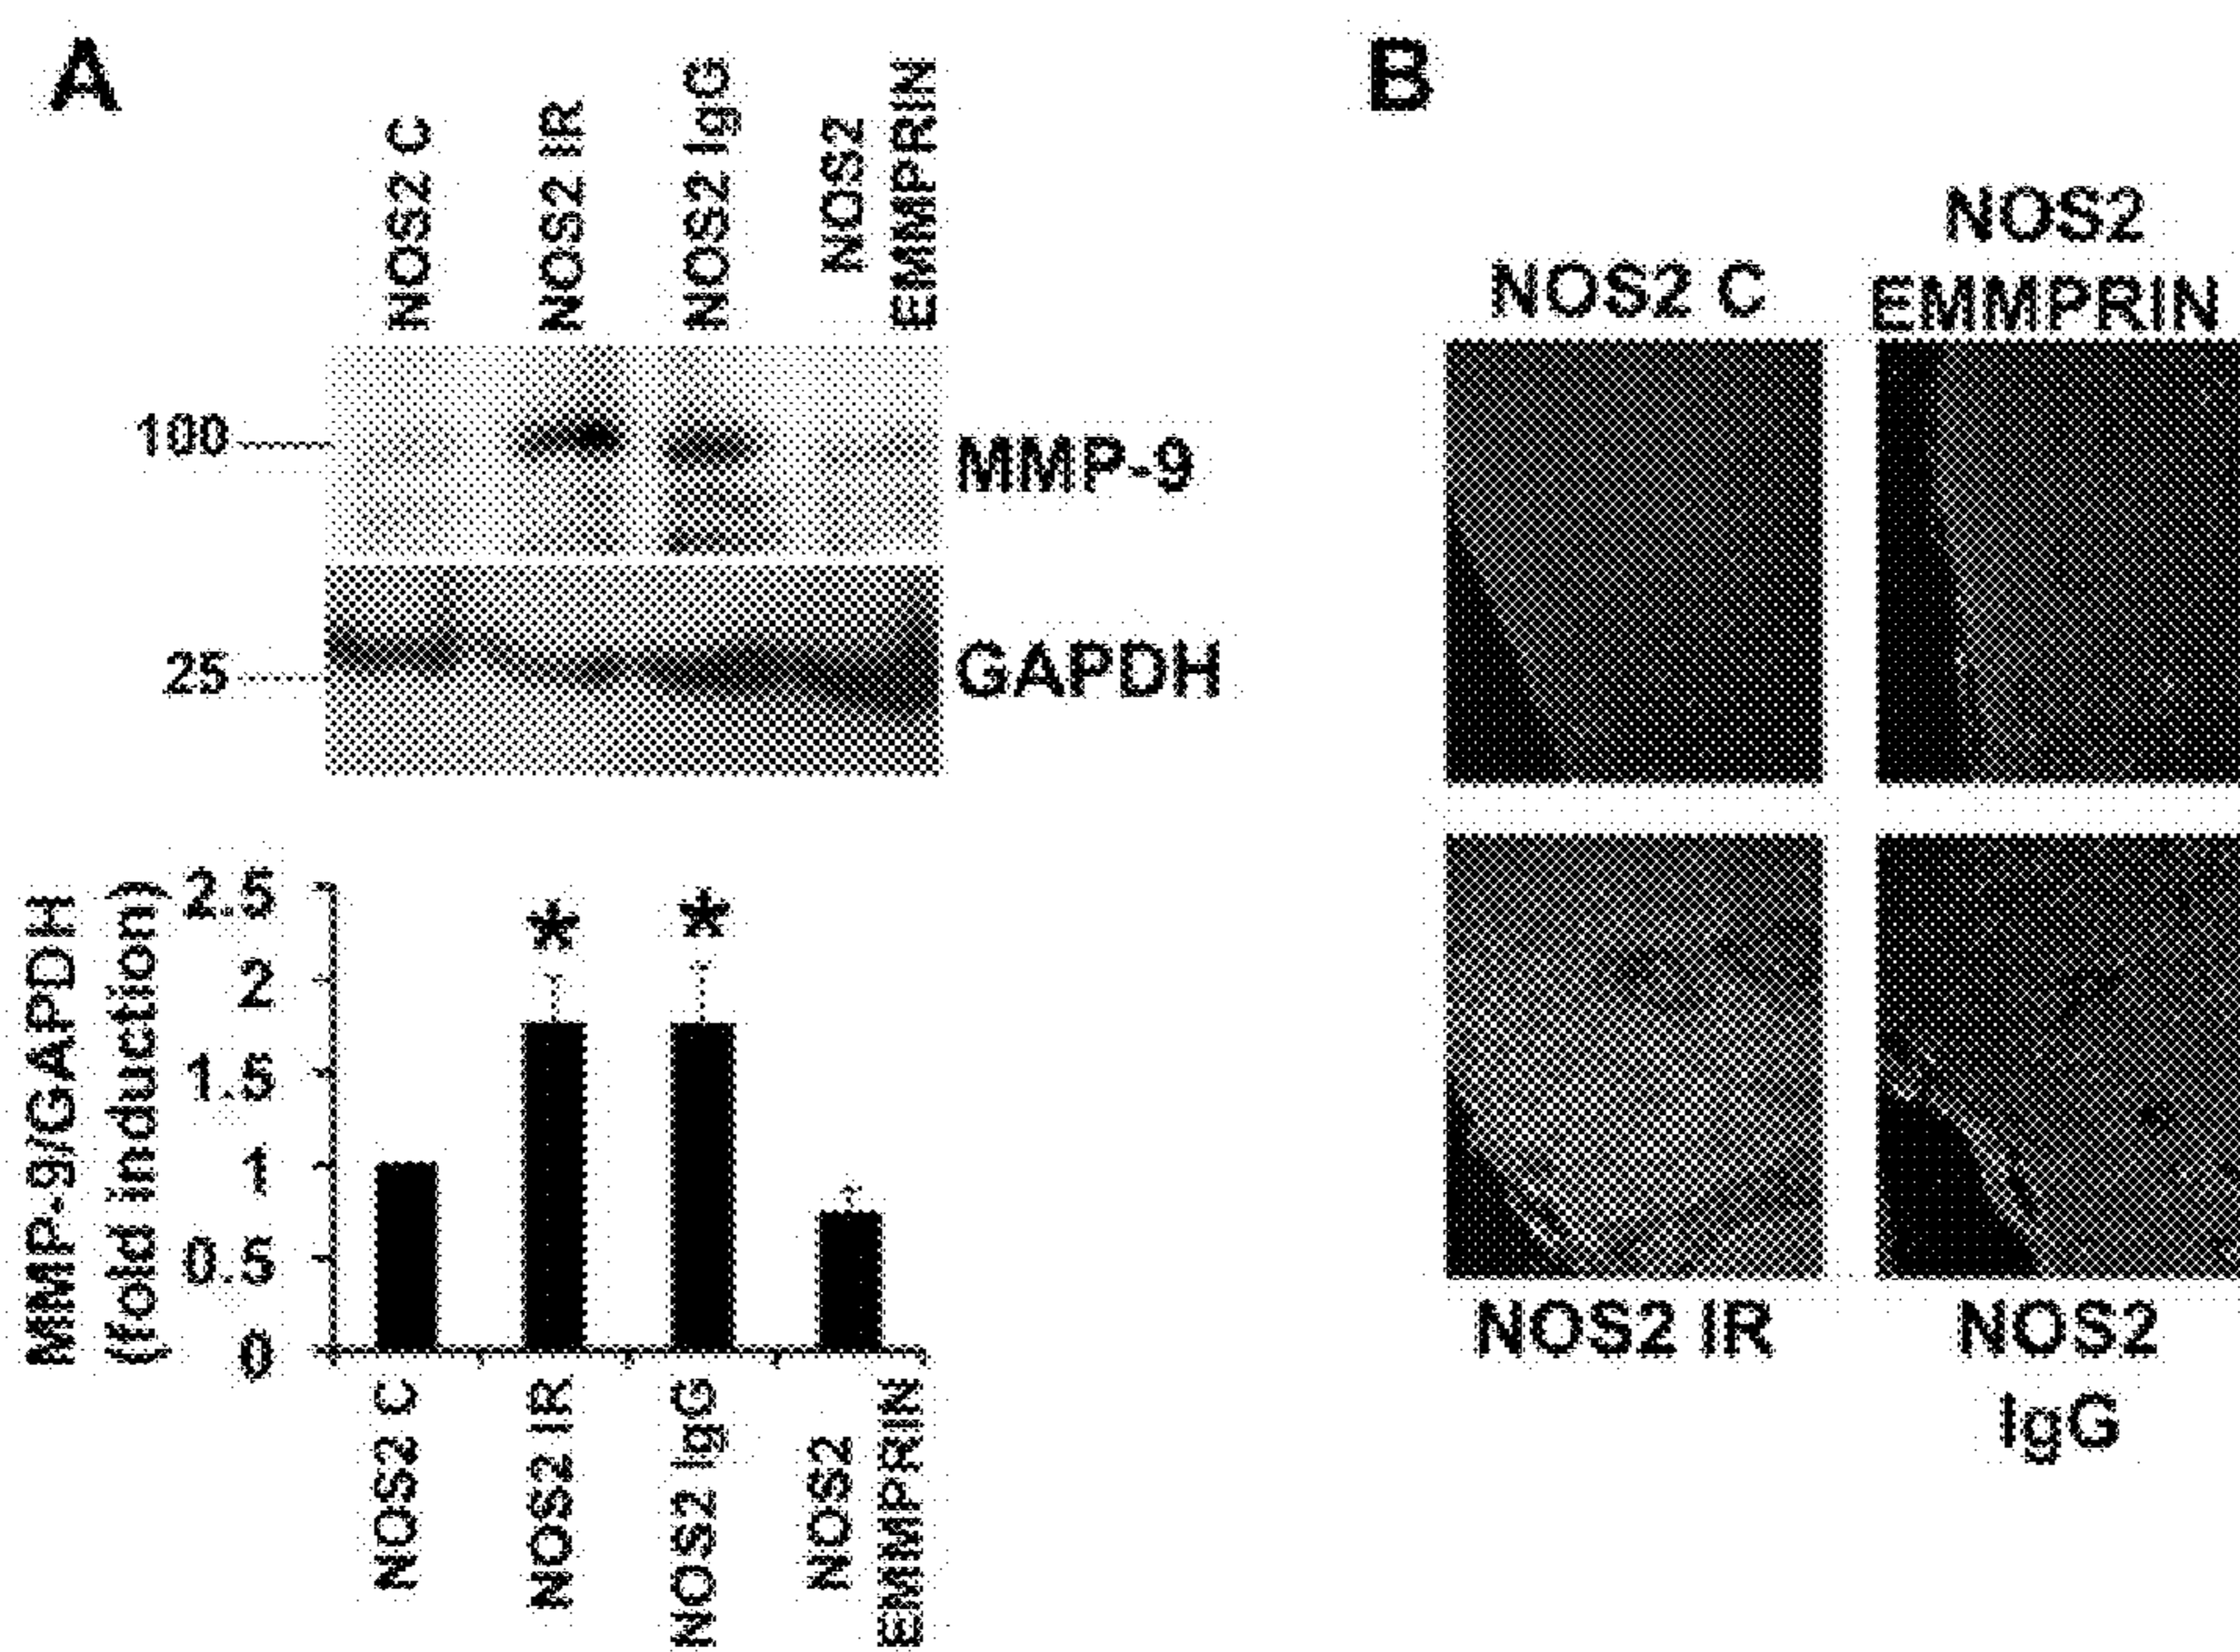 A
NOS2 C
NOS2 IR
NOS2 IgG
NOS2
EMMPRIN
100
MMP-9
25
GAPDH
MMP-9/GAPDH
(fold induction)
2.5
2
1.5
1
0.5
0
*
*
NOS2 C
NOS2 IR
NOS2 IgG
NOS2
EMMPRIN
B
NOS2 C
NOS2
EMMPRIN
NOS2 IR
NOS2
IgG